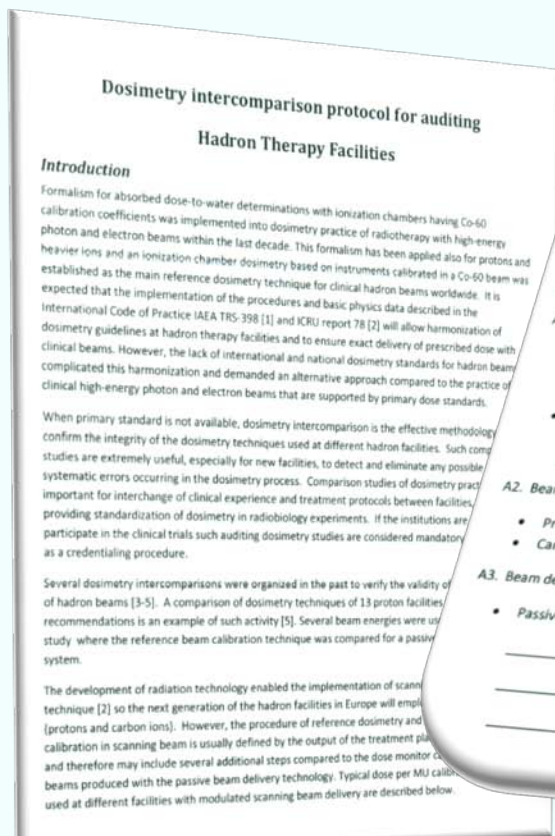 Dosimetry intercomparison protocol for auditing
Hadron Therapy Facilities
Introduction
Formalism for absorbed dose-to-water determinations with ionization chambers having Co-60
calibration coefficients was implemented into dosimetry practice of radiotherapy with high-energy
photon and electron beams within the last decade. This formalism has been applied also for protons and
heavier ions and an ionization chamber dosimetry based on instruments calibrated in a Co-60 beam was
established as the main reference dosimetry technique for clinical hadron beams worldwide. It is
expected that the implementation of the procedures and basic physics data described in the
International Code of Practice IAEA TRS-398 [1] and ICRU report 78 [2] will allow harmonization of
dosimetry guidelines at hadron therapy facilities and to ensure exact delivery of prescribed dose with
clinical beams. However, the lack of international and national dosimetry standards for hadron beam
complicated this harmonization and demanded an alternative approach compared to the practice of
clinical high-energy photon and electron beams that are supported by primary dose standards.
When primary standard is not available, dosimetry intercomparison is the effective methodology
confirm the integrity of the dosimetry techniques used at different hadron facilities. Such
studies are extremely useful, especially for new facilities, to detect and eliminate any possible
systematic errors occurring in the dosimetry process. Comparison studies of dosimetry
important for interchange of clinical experience and treatment protocols between facilities,
providing standardization of dosimetry in radiobiology experiments. If the institutions are
participate in the clinical trials such auditing dosimetry studies are considered mandatory
as a credentialing procedure.
Several dosimetry intercomparisons were organized in the past to verify the validity of
of hadron beams [3-5]. A comparison of dosimetry techniques of 13 proton facilities
recommendations is an example of such activity [5]. Several beam energies were
study where the reference beam calibration technique was compared for a
system.
The development of radiation technology enabled the implementation of
technique [2] so the next generation of the hadron facilities in Europe will
(protons and carbon ions). However, the procedure of reference dosimetry and
calibration in scanning beam is usually defined by the output of the treatment
and therefore may include several additional steps compared to the dose monitor
beams produced with the passive beam delivery technology. Typical dose per MU
used at different facilities with modulated scanning beam delivery are described below.
A2. Bea
• Pr
• Ca
A3. Beam de
• Passiv